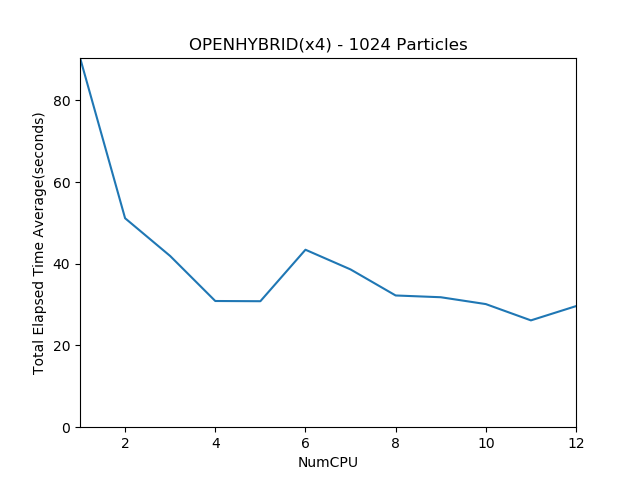 OPENHYBRID(x4) - 1024 Particles
Total Elapsed Time Average(seconds)
80
60
40
20
0
2 4 6 8 10 12
NumCPU